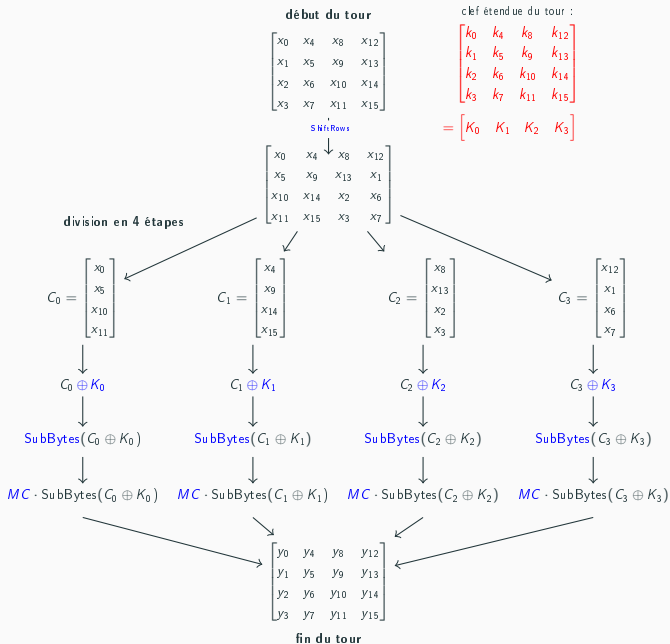 début du tour
clef étendue du tour :
x0 x4 x8 x12
x1 x5 x9 x13
x2 x6 x10 x14
x3 x7 x11 x15
k0 k4 k8 k12
k1 k5 k9 k13
k2 k6 k10 k14
k3 k7 k11 k15
= [K0 K1 K2 K3]
ShiftRows
x0 x4 x8 x12
x5 x9 x13 x1
x10 x14 x2 x6
x11 x15 x3 x7
division en 4 étapes
C0 = x0 x5 x10 x11
C1 = x4 x9 x14 x15
C2 = x8 x13 x2 x3
C3 = x12 x1 x6 x7
C0 ⊕ K0 C1 ⊕ K1 C2 ⊕ K2 C3 ⊕ K3
SubBytes(C0 ⊕ K0) SubBytes(C1 ⊕ K1) SubBytes(C2 ⊕ K2) SubBytes(C3 ⊕ K3)
MC · SubBytes(C0 ⊕ K0) MC · SubBytes(C1 ⊕ K1) MC · SubBytes(C2 ⊕ K2) MC · SubBytes(C3 ⊕ K3)
y0 y4 y8 y12
y1 y5 y9 y13
y2 y6 y10 y14
y3 y7 y11 y15
fin du tour